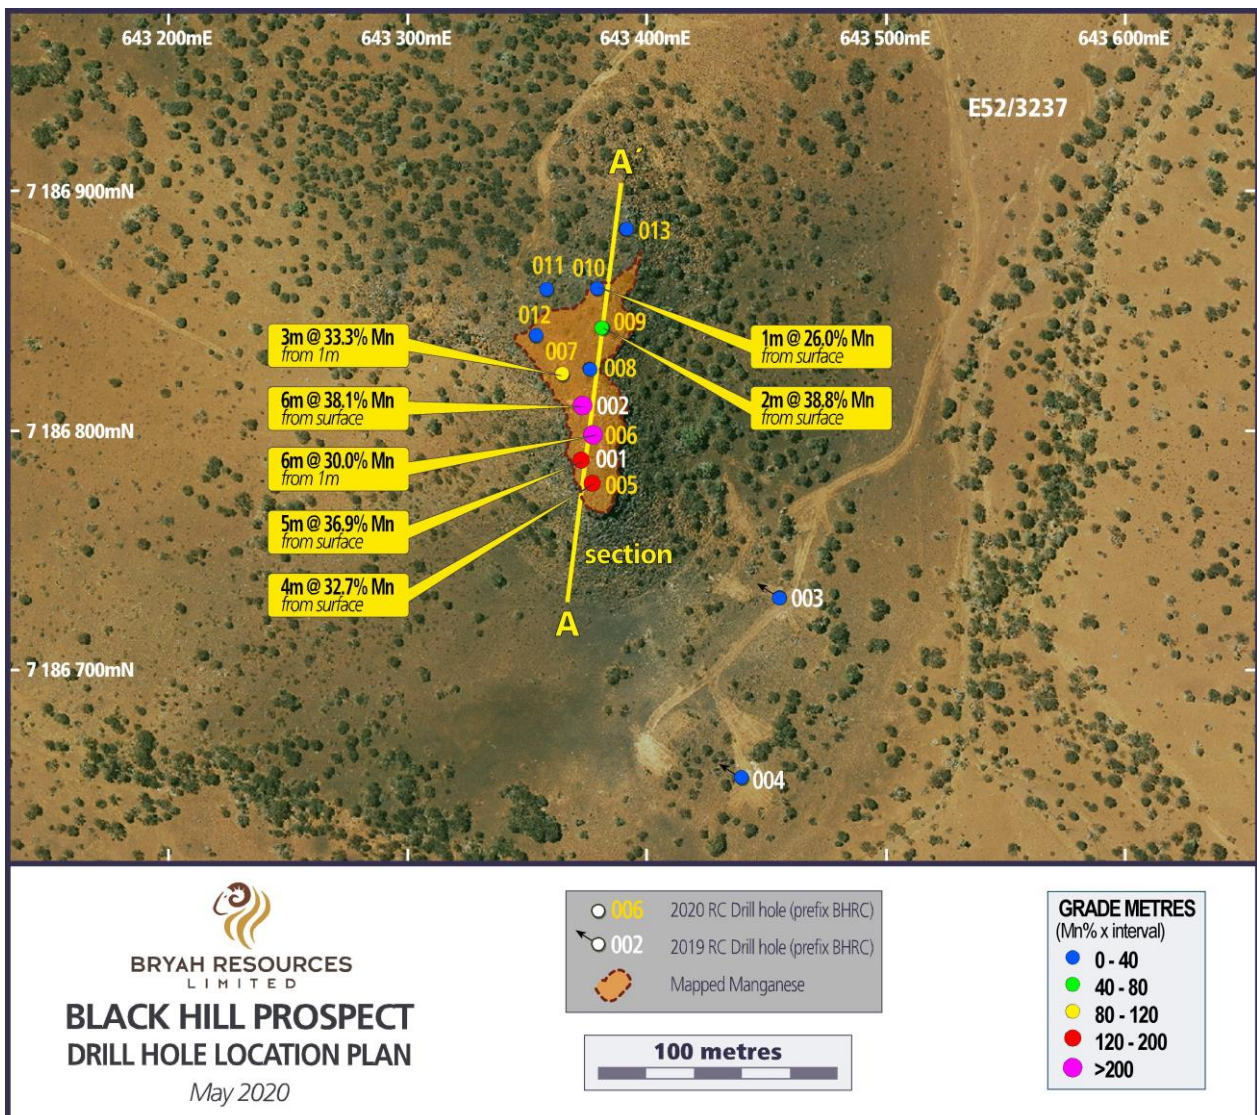 643 200mE 643 300mE 643 400mE 643 500mE 643 600mE
E52/3237
A´
7 186 900mN
013
011 010
012 009
3m @ 33.3% Mn
from 1m
1m @ 26.0% Mn
from surface
007
008
6m @ 38.1% Mn
from surface
002
2m @ 38.8% Mn
from surface
7 186 800mN
006
6m @ 30.0% Mn
from 1m
001
005
5m @ 36.9% Mn
from surface
section
4m @ 32.7% Mn
from surface
003
A
7 186 700mN
004
BRYAH RESOURCES
LIMITED
BLACK HILL PROSPECT
DRILL HOLE LOCATION PLAN
May 2020
006 2020 RC Drill hole (prefix BHRC)
002 2019 RC Drill hole (prefix BHRC)
Mapped Manganese
100 metres
GRADE METRES
(Mn% x interval)
0 - 40
40 - 80
80 - 120
120 - 200
>200